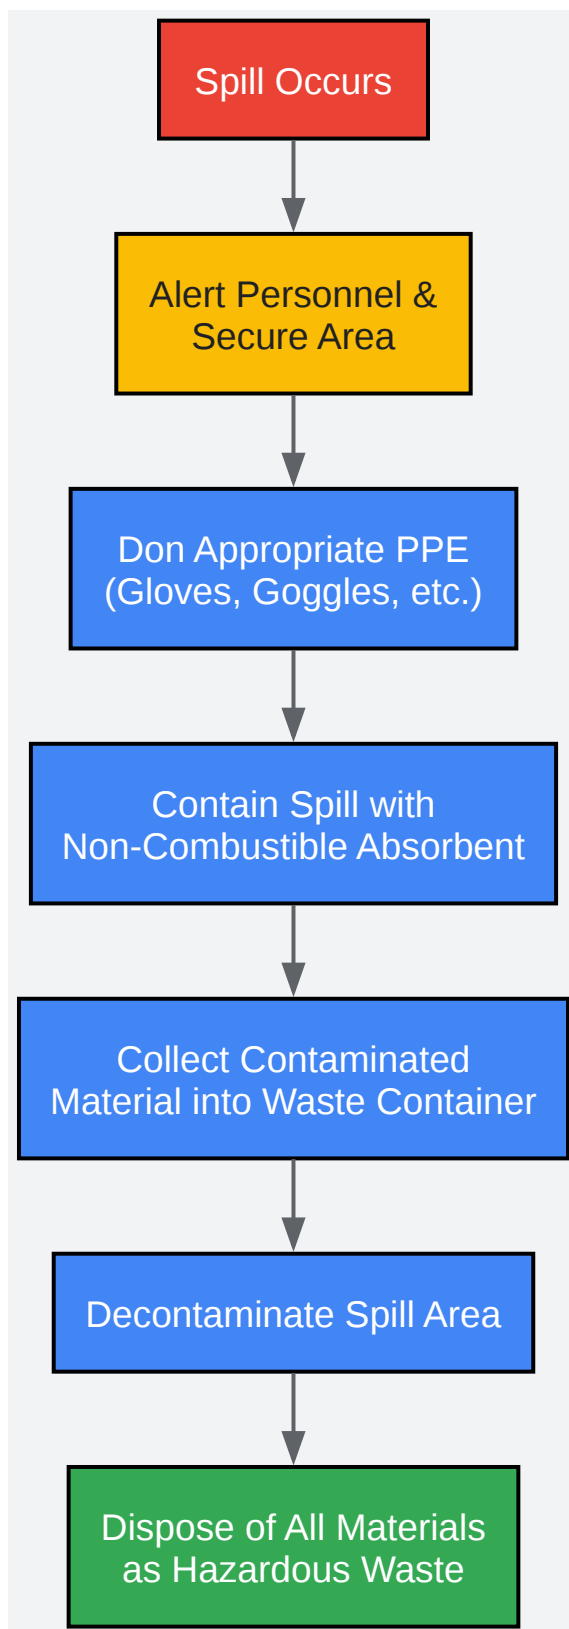 Spill Occurs
Alert Personnel &
Secure Area
Don Appropriate PPE
(Gloves, Goggles, etc.)
Contain Spill with
Non-Combustible Absorbent
Collect Contaminated
Material into Waste Container
Decontaminate Spill Area
Dispose of All Materials
as Hazardous Waste